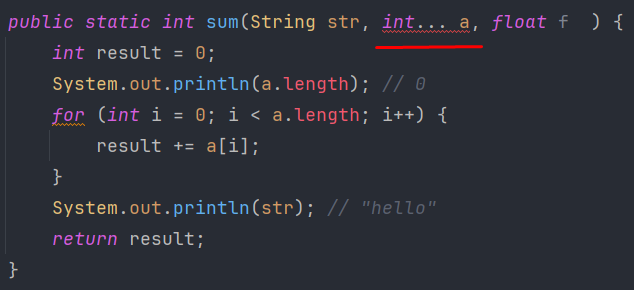 public static int sum(String str, int... a, float f  ) {
    int result = 0;
    System.out.println(a.length); // 0
    for (int i = 0; i < a.length; i++) {
        result += a[i];
    }
    System.out.println(str); // "hello"
    return result;
}